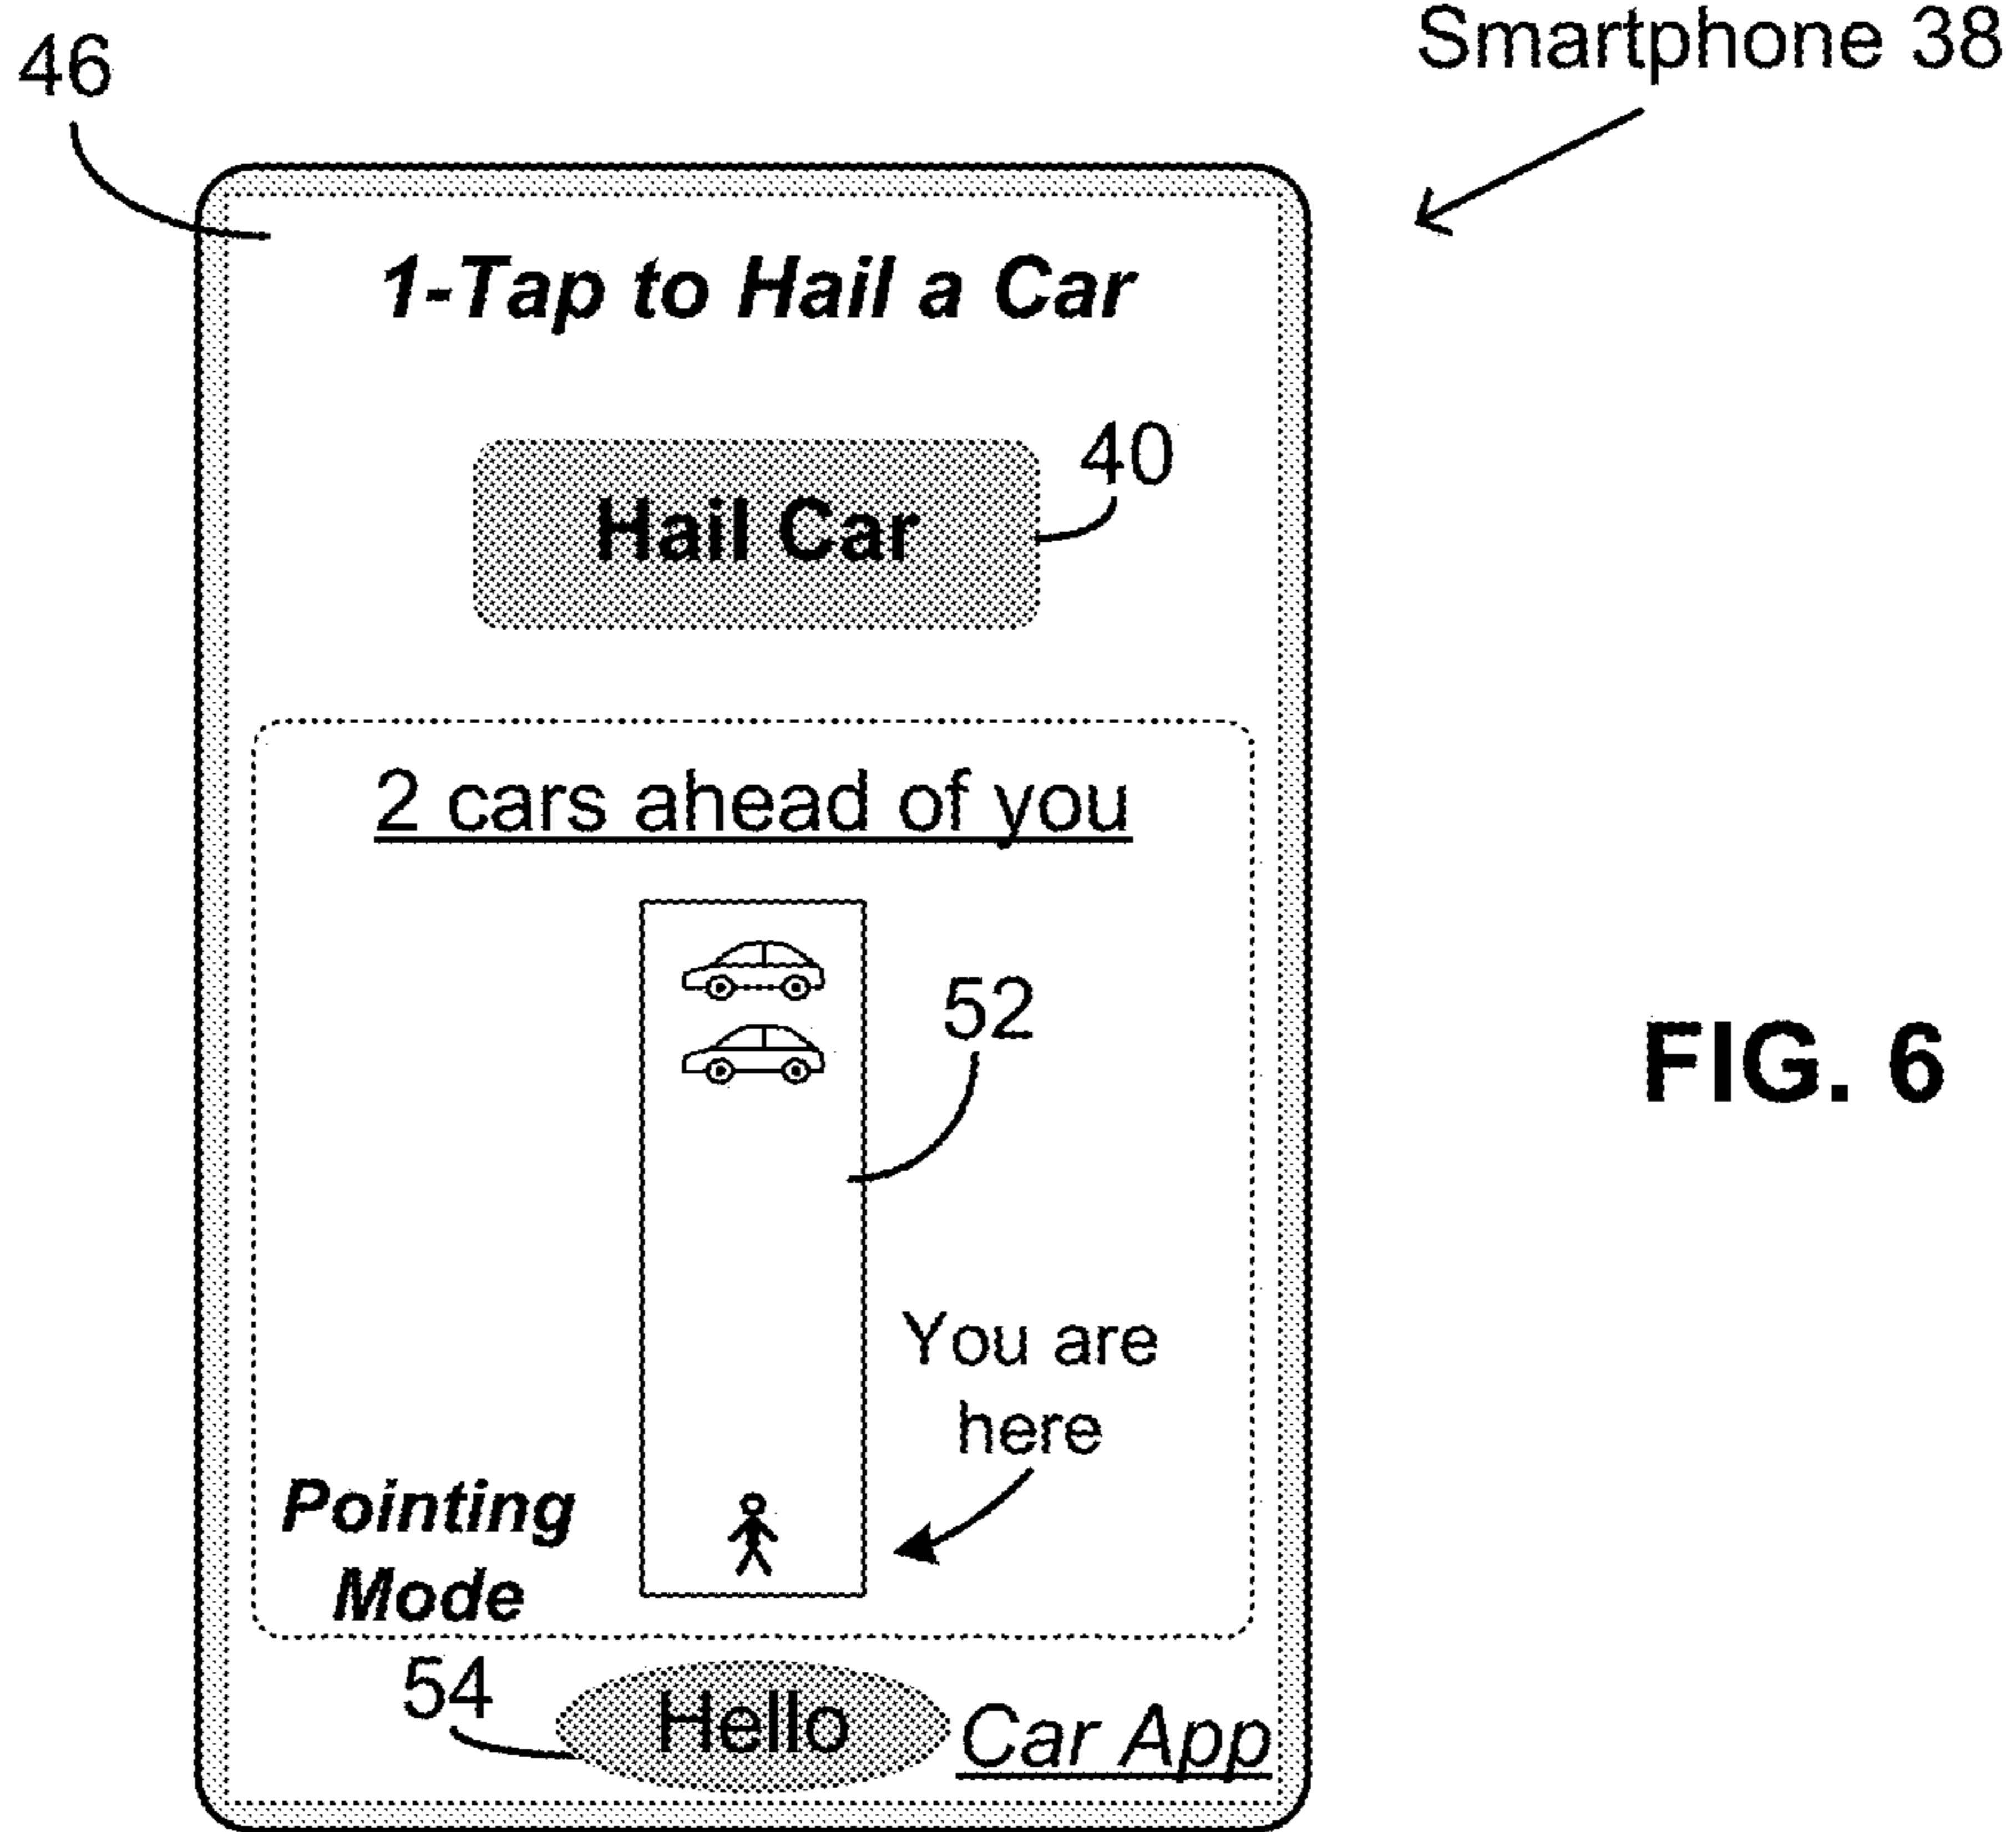 46
Smartphone 38
1-Tap to Hail a Car
40
Hail Car
2 cars ahead of you
52
FIG. 6
You are
here
Pointing
Mode
54
Hello
Car App